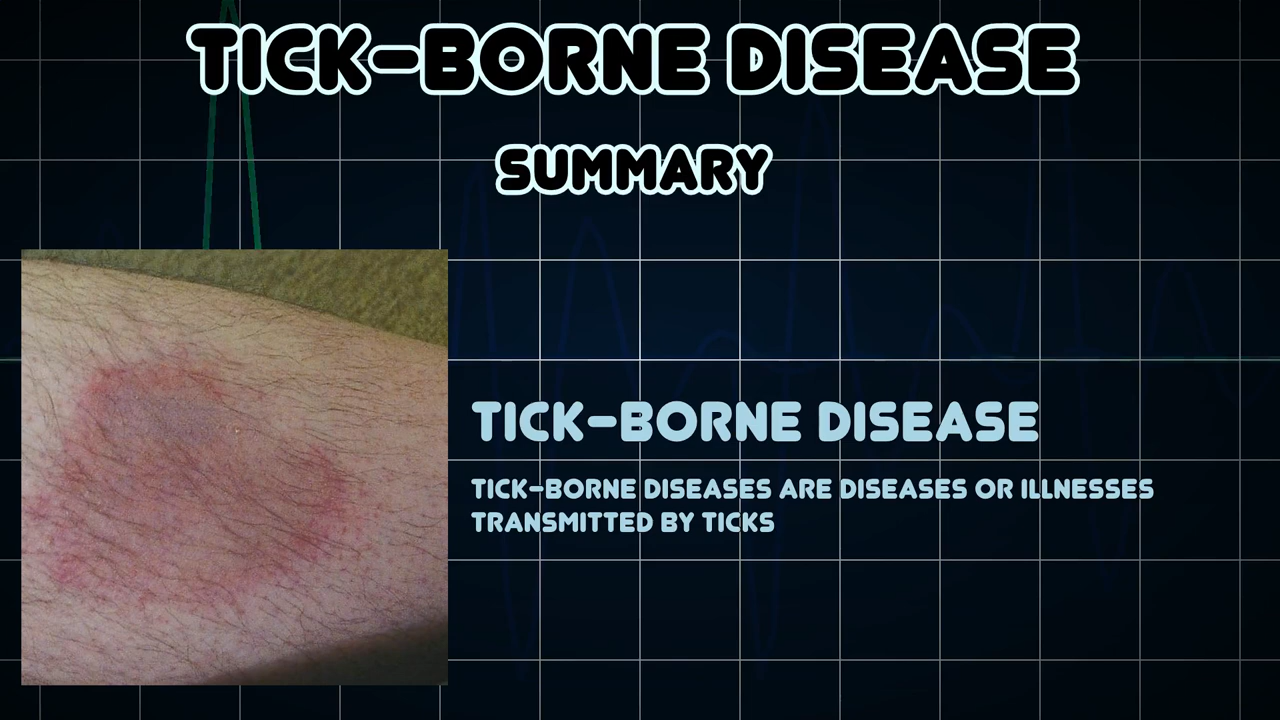 TICK-BORNE DISEASE
SUMMARY
TICK-BORNE DISEASE
TICK-BORNE DISEASES ARE DISEASES OR ILLNESSES
TRANSMITTED BY TICKS